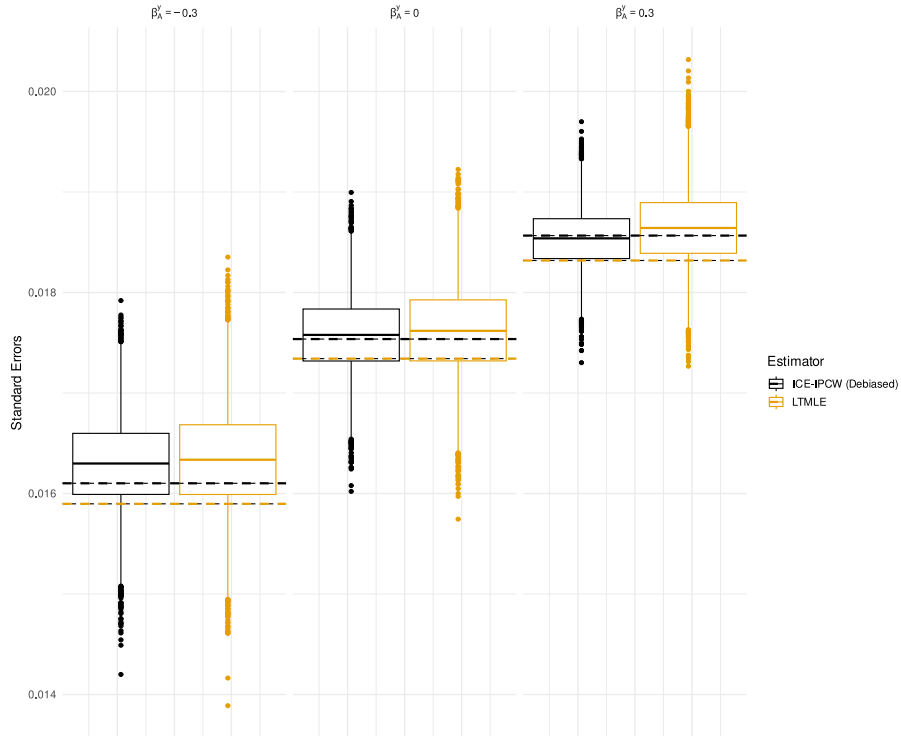 β_A^y = −0.3
β_A^y = 0
β_A^y = 0.3
0.020
0.018
0.016
0.014
Standard Errors
Estimator
ICE-IPCW (Debiased)
LTMLE